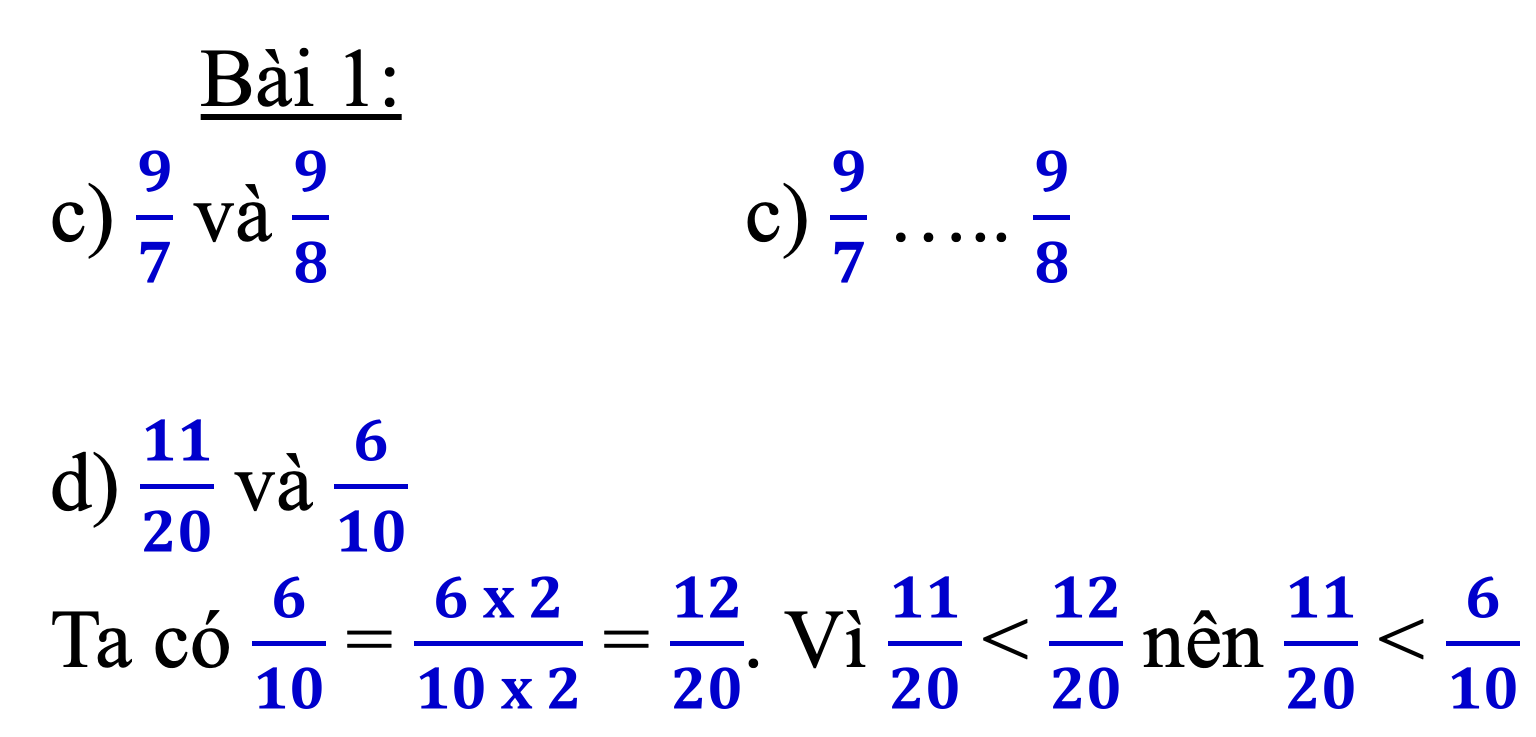 Bài 1:
c) 9/7 và 9/8 c) 9/7 ….. 9/8
d) 11/20 và 6/10
Ta có 6/10 = 6 x 2/10 x 2 = 12/20. Vì 11/20 < 12/20 nên 11/20 < 6/10